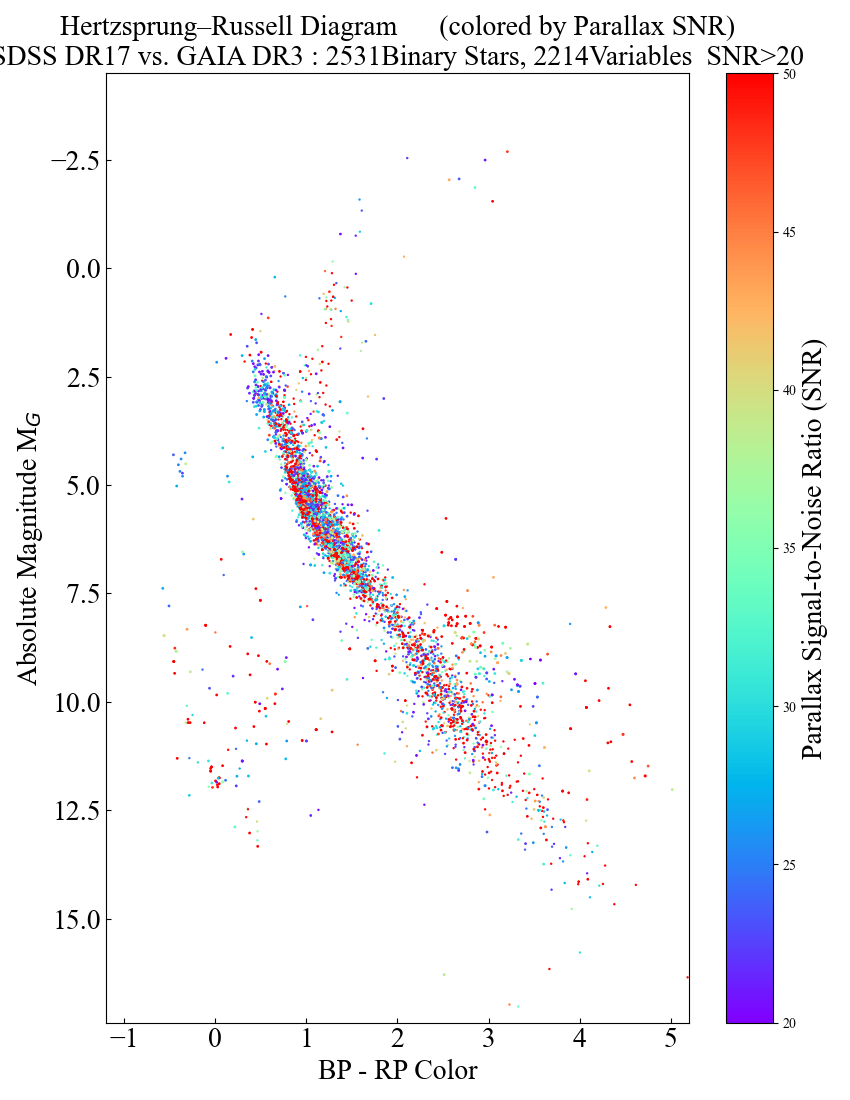 Hertzsprung–Russell Diagram (colored by Parallax SNR)
SDSS DR17 vs. GAIA DR3 : 2531Binary Stars, 2214Variables SNR>20
−2.5
0.0
2.5
5.0
7.5
10.0
12.5
15.0
Absolute Magnitude M_G
−1 0 1 2 3 4 5
BP - RP Color
50
45
40
35
30
25
20
Parallax Signal-to-Noise Ratio (SNR)